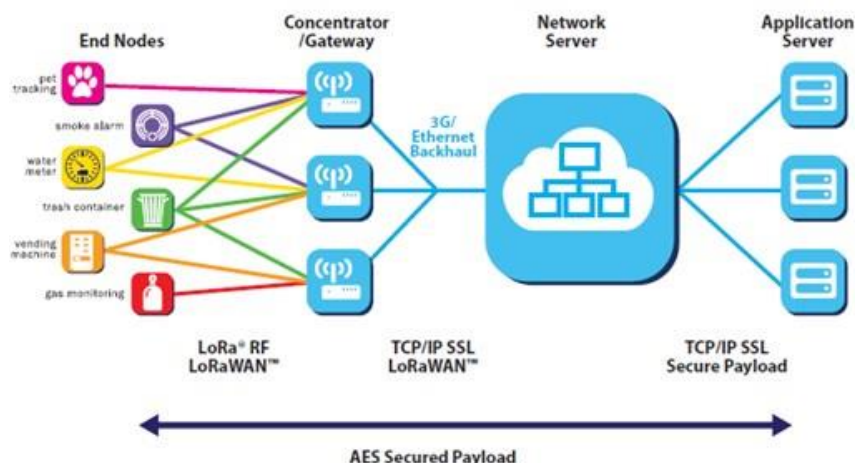 End Nodes
Concentrator
/Gateway
Network
Server
Application
Server
pet
tracking
smoke alarm
water
meter
trash container
vending
machine
gas monitoring
3G/
Ethernet
Backhaul
LoRa® RF
LoRaWAN™
TCP/IP SSL
LoRaWAN™
TCP/IP SSL
Secure Payload
AES Secured Payload